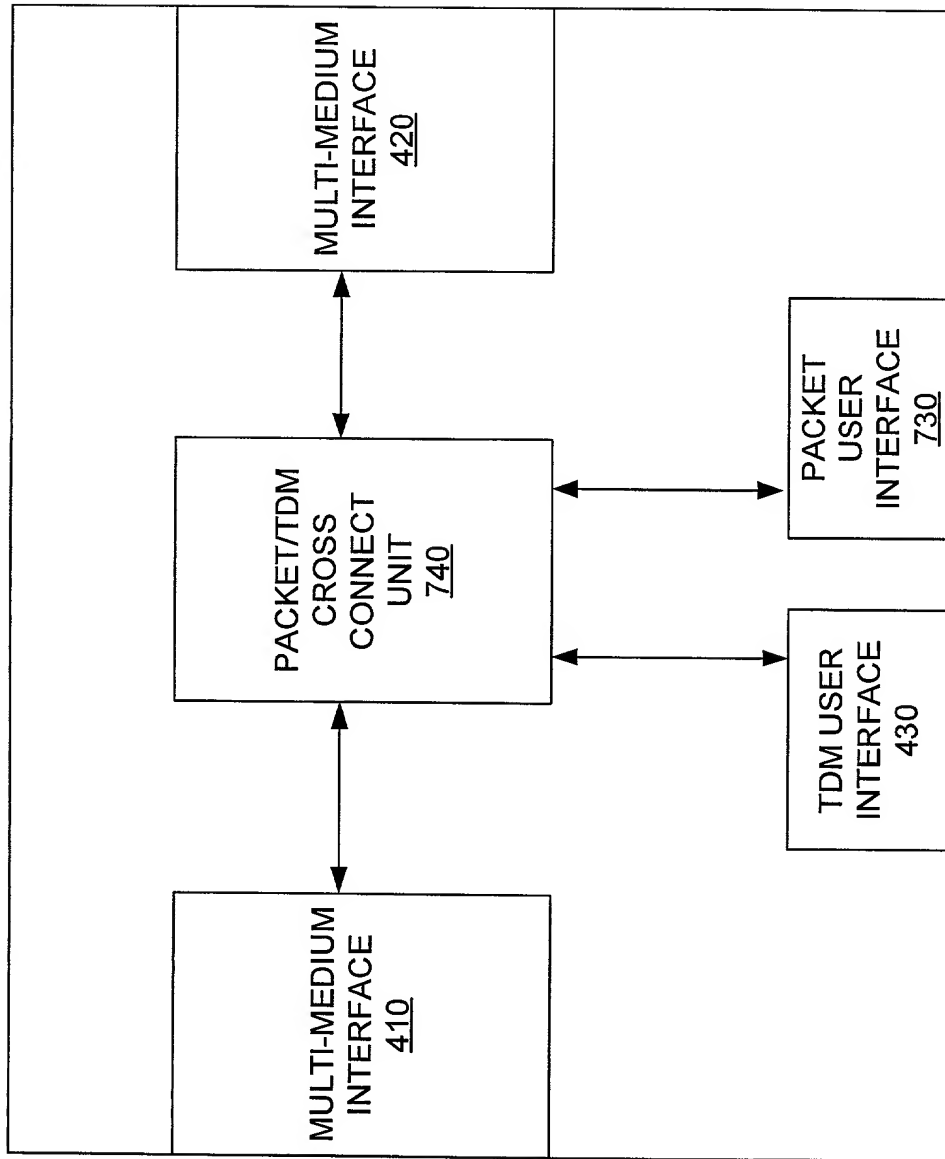 MULTI-MEDIUM
INTERFACE
410
PACKET/TDM
CROSS
CONNECT
UNIT
740
MULTI-MEDIUM
INTERFACE
420
TDM USER
INTERFACE
430
PACKET
USER
INTERFACE
730